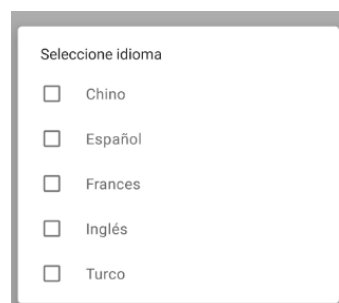 Seleccione idioma
Chino
Español
Frances
Inglés
Turco